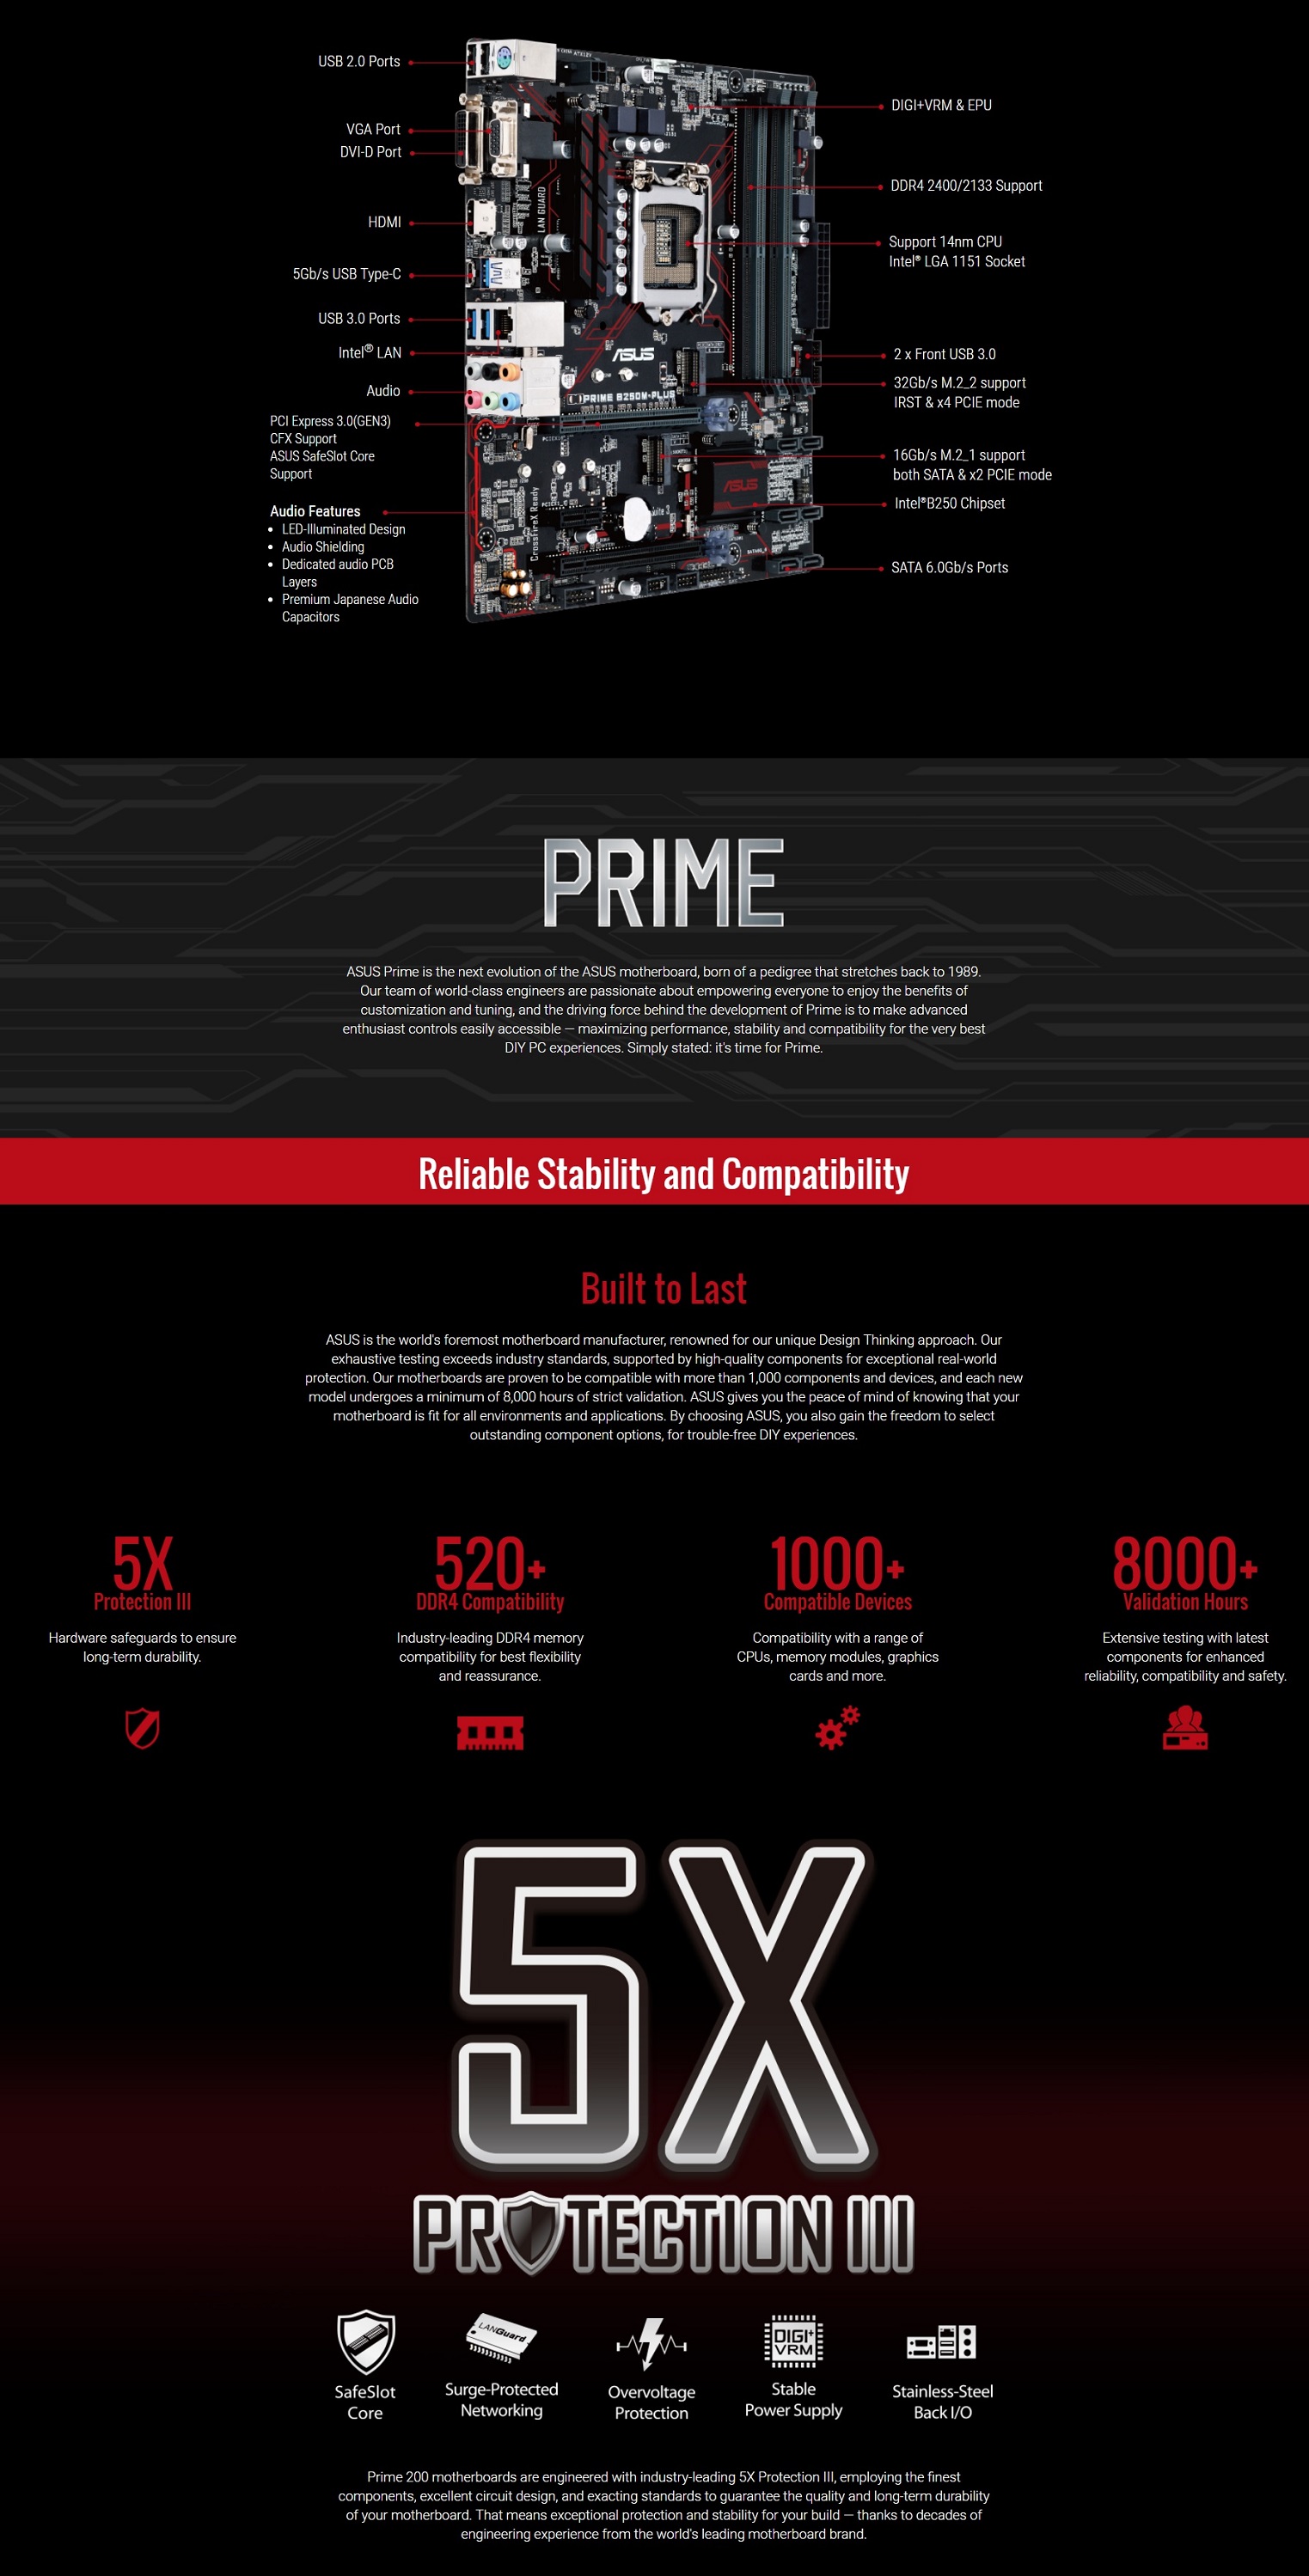 USB 2.0 Ports
VGA Port
DVI-D Port
HDMI
5Gb/s USB Type-C
USB 3.0 Ports
Intel® LAN
Audio
PCI Express 3.0(GEN3)
CFX Support
ASUS SafeSlot Core
Support
Audio Features
• LED-Illuminated Design
• Audio Shielding
• Dedicated audio PCB
Layers
• Premium Japanese Audio
Capacitors
LAN GUARD
ASUS
PRIME B250M-PLUS
ASUS
CrossfireX Ready
DIGI+VRM & EPU
DDR4 2400/2133 Support
Support 14nm CPU
Intel® LGA 1151 Socket
2 x Front USB 3.0
32Gb/s M.2_2 support
IRST & x4 PCIE mode
16Gb/s M.2_1 support
both SATA & x2 PCIE mode
Intel®B250 Chipset
SATA 6.0Gb/s Ports
PRIME
ASUS Prime is the next evolution of the ASUS motherboard, born of a pedigree that stretches back to 1989.
Our team of world-class engineers are passionate about empowering everyone to enjoy the benefits of
customization and tuning, and the driving force behind the development of Prime is to make advanced
enthusiast controls easily accessible — maximizing performance, stability and compatibility for the very best
DIY PC experiences. Simply stated: it's time for Prime.
Reliable Stability and Compatibility
Built to Last
ASUS is the world's foremost motherboard manufacturer, renowned for our unique Design Thinking approach. Our
exhaustive testing exceeds industry standards, supported by high-quality components for exceptional real-world
protection. Our motherboards are proven to be compatible with more than 1,000 components and devices, and each new
model undergoes a minimum of 8,000 hours of strict validation. ASUS gives you the peace of mind of knowing that your
motherboard is fit for all environments and applications. By choosing ASUS, you also gain the freedom to select
outstanding component options, for trouble-free DIY experiences.
5X
Protection III
Hardware safeguards to ensure
long-term durability.
520+
DDR4 Compatibility
Industry-leading DDR4 memory
compatibility for best flexibility
and reassurance.
1000+
Compatible Devices
Compatibility with a range of
CPUs, memory modules, graphics
cards and more.
8000+
Validation Hours
Extensive testing with latest
components for enhanced
reliability, compatibility and safety.
5X
PROTECTION III
SafeSlot
Core
LANGuard
Surge-Protected
Networking
Overvoltage
Protection
DIGI+
VRM
Stable
Power Supply
Stainless-Steel
Back I/O
Prime 200 motherboards are engineered with industry-leading 5X Protection III, employing the finest
components, excellent circuit design, and exacting standards to guarantee the quality and long-term durability
of your motherboard. That means exceptional protection and stability for your build — thanks to decades of
engineering experience from the world's leading motherboard brand.